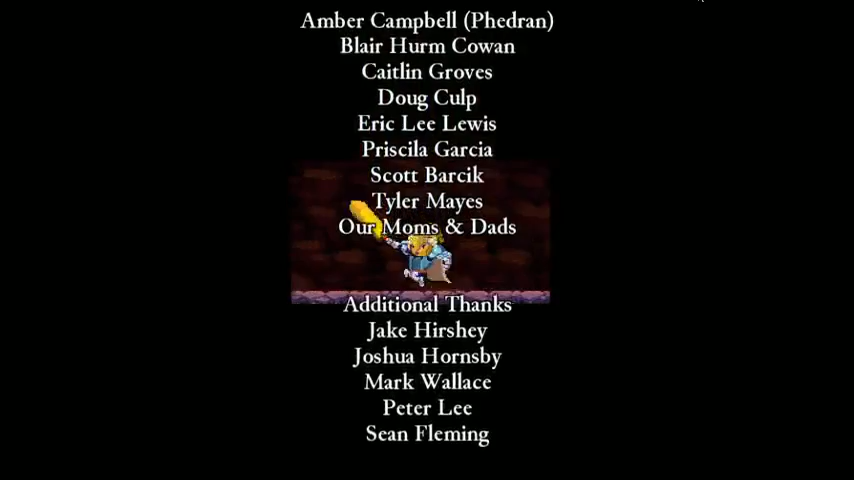 Amber Campbell (Phedran)
Blair Hurm Cowan
Caitlin Groves
Doug Culp
Eric Lee Lewis
Priscila Garcia
Scott Barcik
Tyler Mayes
Our Moms & Dads
Additional Thanks
Jake Hirshey
Joshua Hornsby
Mark Wallace
Peter Lee
Sean Fleming